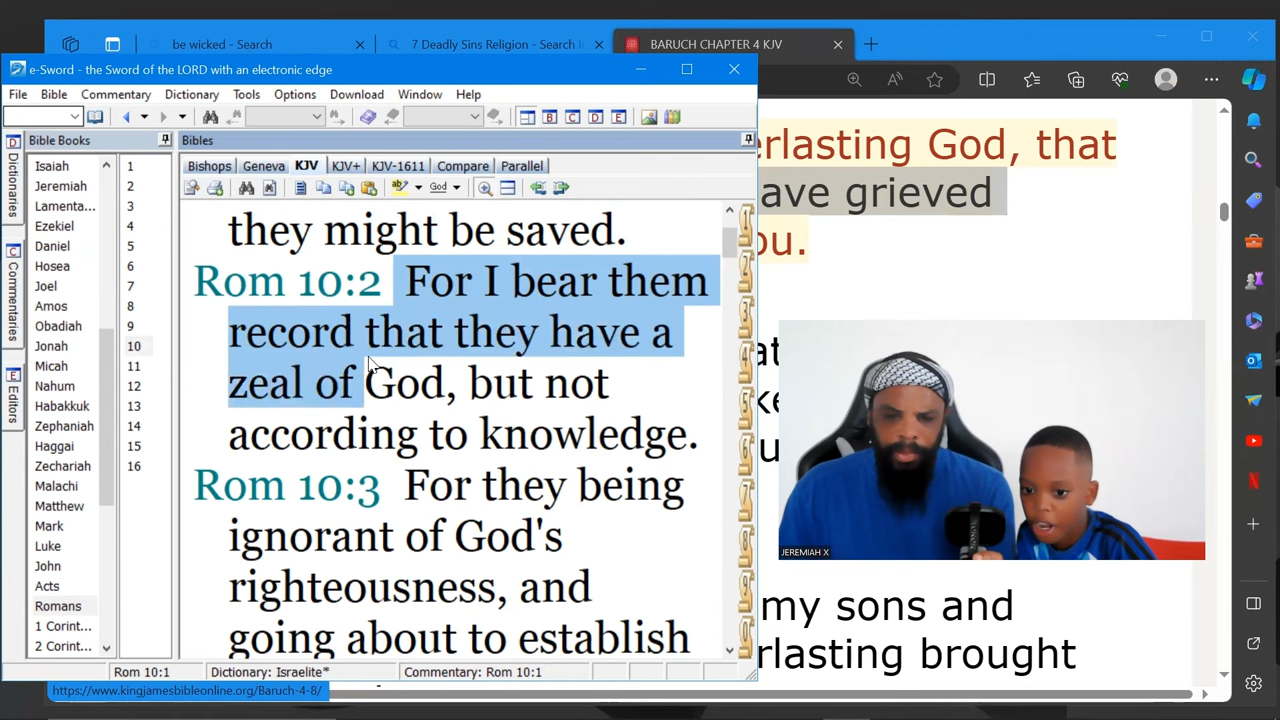 be wicked - Search
7 Deadly Sins Religion - Search
BARUCH CHAPTER 4 KJV
e-Sword - the Sword of the LORD with an electronic edge
File Bible Commentary Dictionary Tools Options Download Window Help
B C D E
Bible Books
Bibles
Dictionaries
Commentaries
Editors
Bishops Geneva KJV KJV+ KJV-1611 Compare Parallel
Isaiah 1
Jeremiah 2
Lamenta... 3
Ezekiel 4
Daniel 5
Hosea 6
Joel 7
Amos 8
Obadiah 9
Jonah 10
Micah 11
Nahum 12
Habakkuk 13
Zephaniah 14
Haggai 15
Zechariah 16
Malachi
Matthew
Mark
Luke
John
Acts
Romans
1 Corint...
2 Corint...
they might be saved.
Rom 10:2 For I bear them
record that they have a
zeal of God, but not
according to knowledge.
Rom 10:3 For they being
ignorant of God's
righteousness, and
going about to establish
erlasting God, that
ave grieved
ou.
JEREMIAH X
my sons and
rlasting brought
Rom 10:1 Dictionary: Israelite* Commentary: Rom 10:1
https://www.kingjamesbibleonline.org/Baruch-4-8/